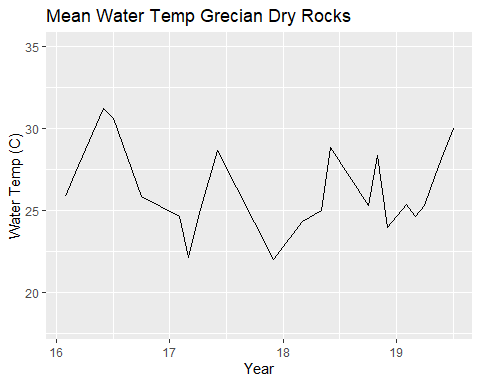 Mean Water Temp Grecian Dry Rocks
35
30
25
20
Water Temp (C)
16 17 18 19
Year